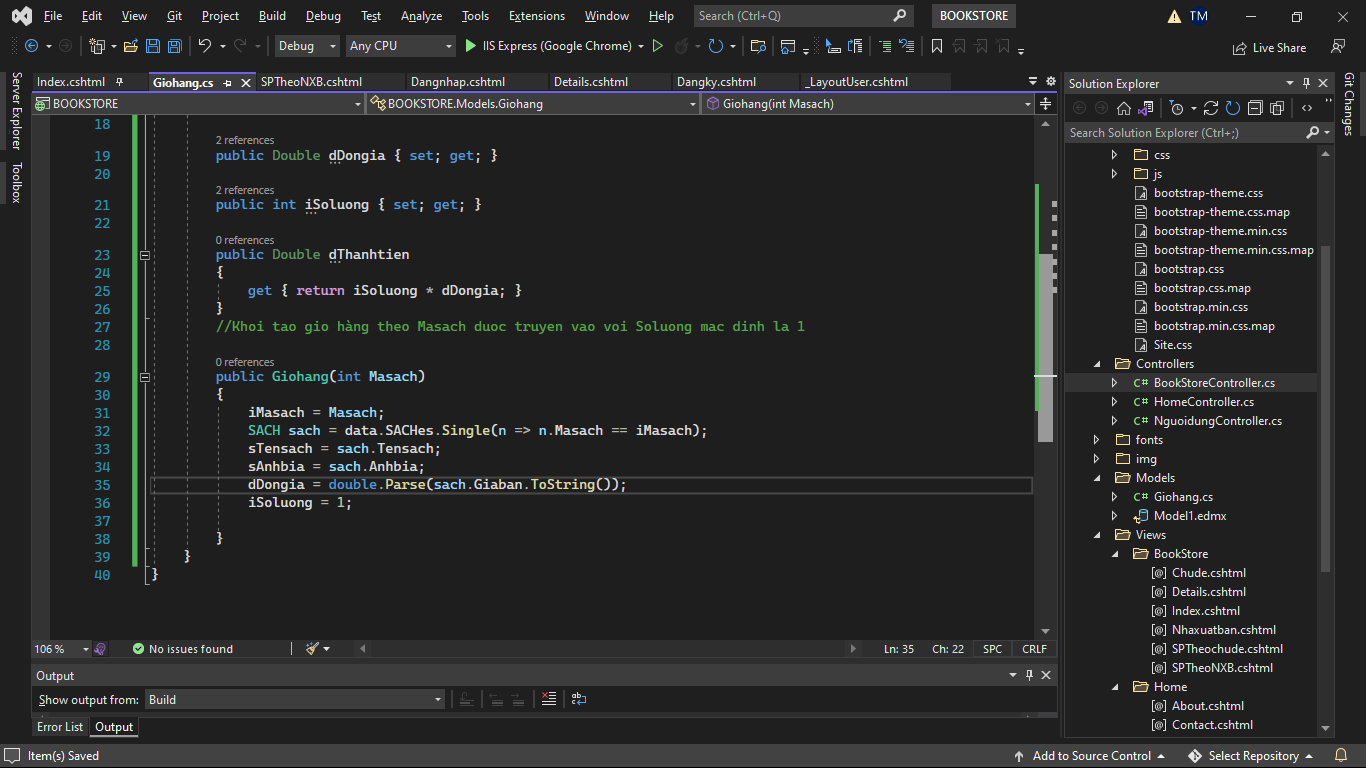 File Edit View Git Project Build Debug Test Analyze Tools Extensions Window Help Search (Ctrl+Q) BOOKSTORE TM
Debug Any CPU IIS Express (Google Chrome) Live Share
Server Explorer
Toolbox
Index.cshtml Giohang.cs SPTheoNXB.cshtml Dangnhap.cshtml Details.cshtml Dangky.cshtml _LayoutUser.cshtml
BOOKSTORE BOOKSTORE.Models.Giohang Giohang(int Masach)
18
2 references
19 public Double dDongia { set; get; }
20
2 references
21 public int iSoluong { set; get; }
22
0 references
23 public Double dThanhtien
24 {
25 get { return iSoluong * dDongia; }
26 }
27 //Khoi tao gio hàng theo Masach duoc truyen vao voi Soluong mac dinh la 1
28
0 references
29 public Giohang(int Masach)
30 {
31 iMasach = Masach;
32 SACH sach = data.SACHes.Single(n => n.Masach == iMasach);
33 sTensach = sach.Tensach;
34 sAnhbia = sach.Anhbia;
35 dDongia = double.Parse(sach.Giaban.ToString());
36 iSoluong = 1;
37
38 }
39 }
40 }
106 % No issues found Ln: 35 Ch: 22 SPC CRLF
Output
Show output from: Build
Error List Output
Solution Explorer
Search Solution Explorer (Ctrl+;)
css
js
bootstrap-theme.css
bootstrap-theme.css.map
bootstrap-theme.min.css
bootstrap-theme.min.css.map
bootstrap.css
bootstrap.css.map
bootstrap.min.css
bootstrap.min.css.map
Site.css
Controllers
C# BookStoreController.cs
C# HomeController.cs
C# NguoidungController.cs
fonts
img
Models
C# Giohang.cs
Model1.edmx
Views
BookStore
[@] Chude.cshtml
[@] Details.cshtml
[@] Index.cshtml
[@] Nhaxuatban.cshtml
[@] SPTheochude.cshtml
[@] SPTheoNXB.cshtml
Home
[@] About.cshtml
[@] Contact.cshtml
Git Changes
Item(s) Saved Add to Source Control Select Repository